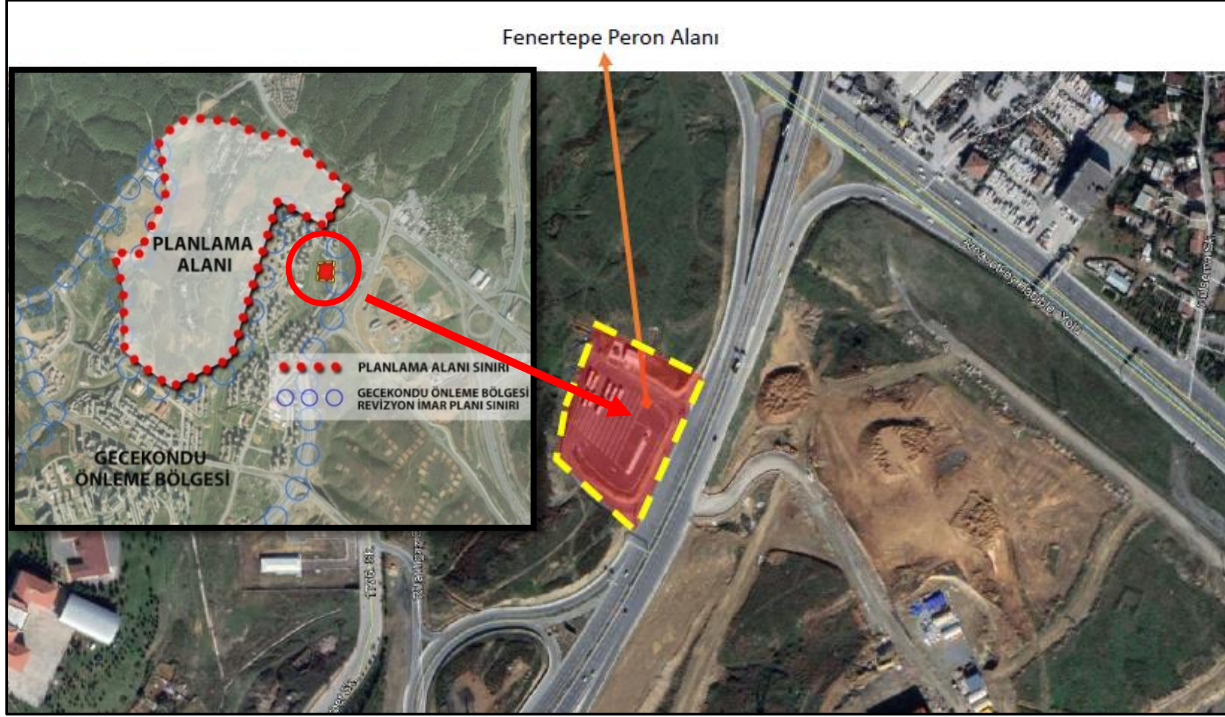 Fenertepe Peron Alanı
PLANLAMA
ALANI
PLANLAMA ALANI SINIRI
GECEKONDU ÖNLEME BÖLGESİ
REVİZYON İMAR PLANI SINIRI
GECEKONDU
ÖNLEME BÖLGESİ